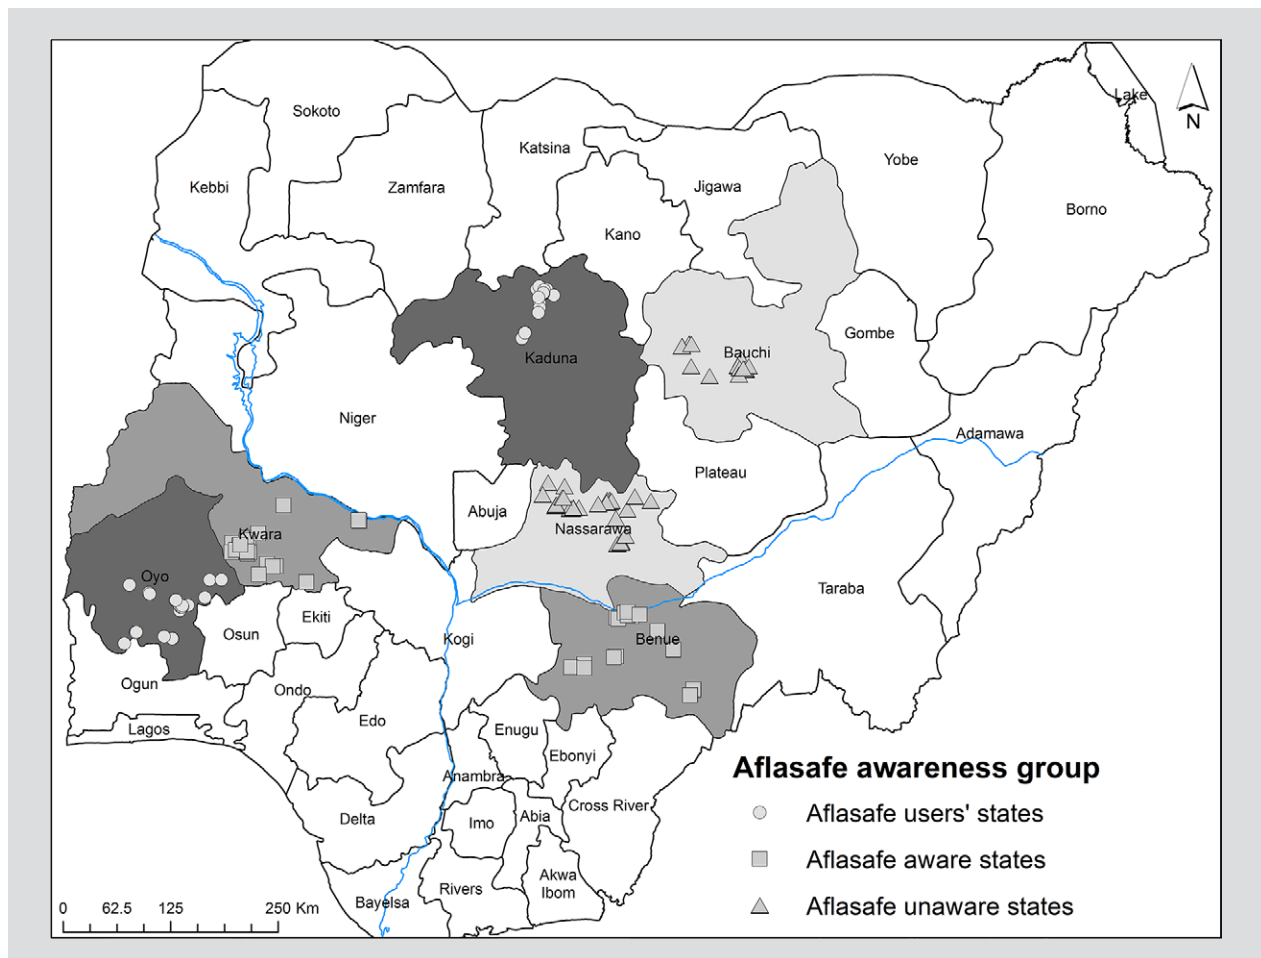 Sokoto
Lake
N
Katsina
Yobe
Kebbi
Zamfara
Jigawa
Borno
Kano
Gombe
Bauchi
Kaduna
Niger
Adamawa
Plateau
Abuja
Nassarawa
Kwara
Oyo
Taraba
Ekiti
Osun
Kogi
Benue
Ogun
Ondo
Edo
Lagos
Enugu
Ebonyi
Anambra
Cross River
Delta
Imo
Abia
Akwa
Ibom
Rivers
Bayelsa
Aflasafe awareness group
Aflasafe users' states
Aflasafe aware states
Aflasafe unaware states
0 62.5 125 250 Km